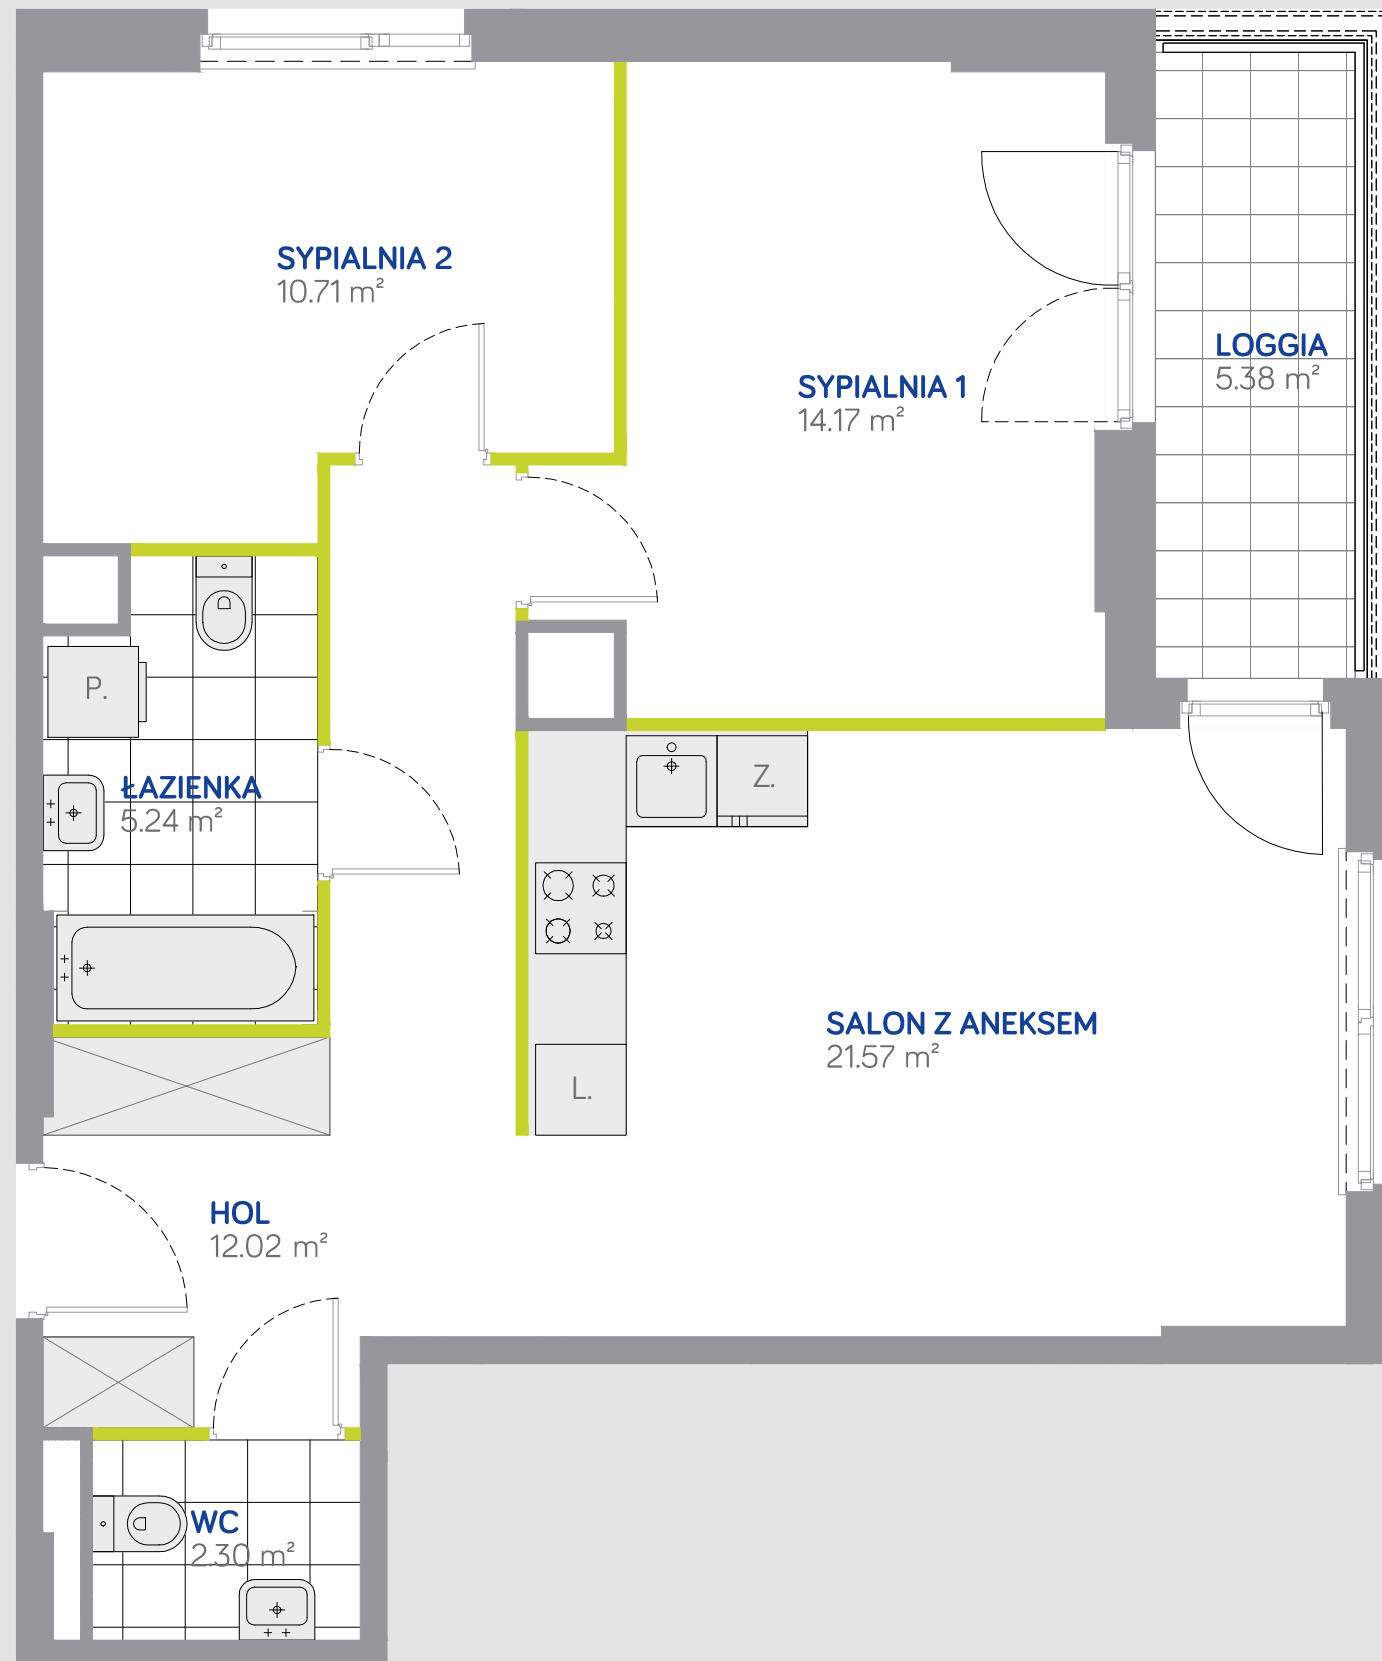 SYPIALNIA 2
10.71 m²
SYPIALNIA 1
14.17 m²
LOGGIA
5.38 m²
P.
ŁAZIENKA
5.24 m²
Z.
L.
SALON Z ANEKSEM
21.57 m²
HOL
12.02 m²
WC
2.30 m²